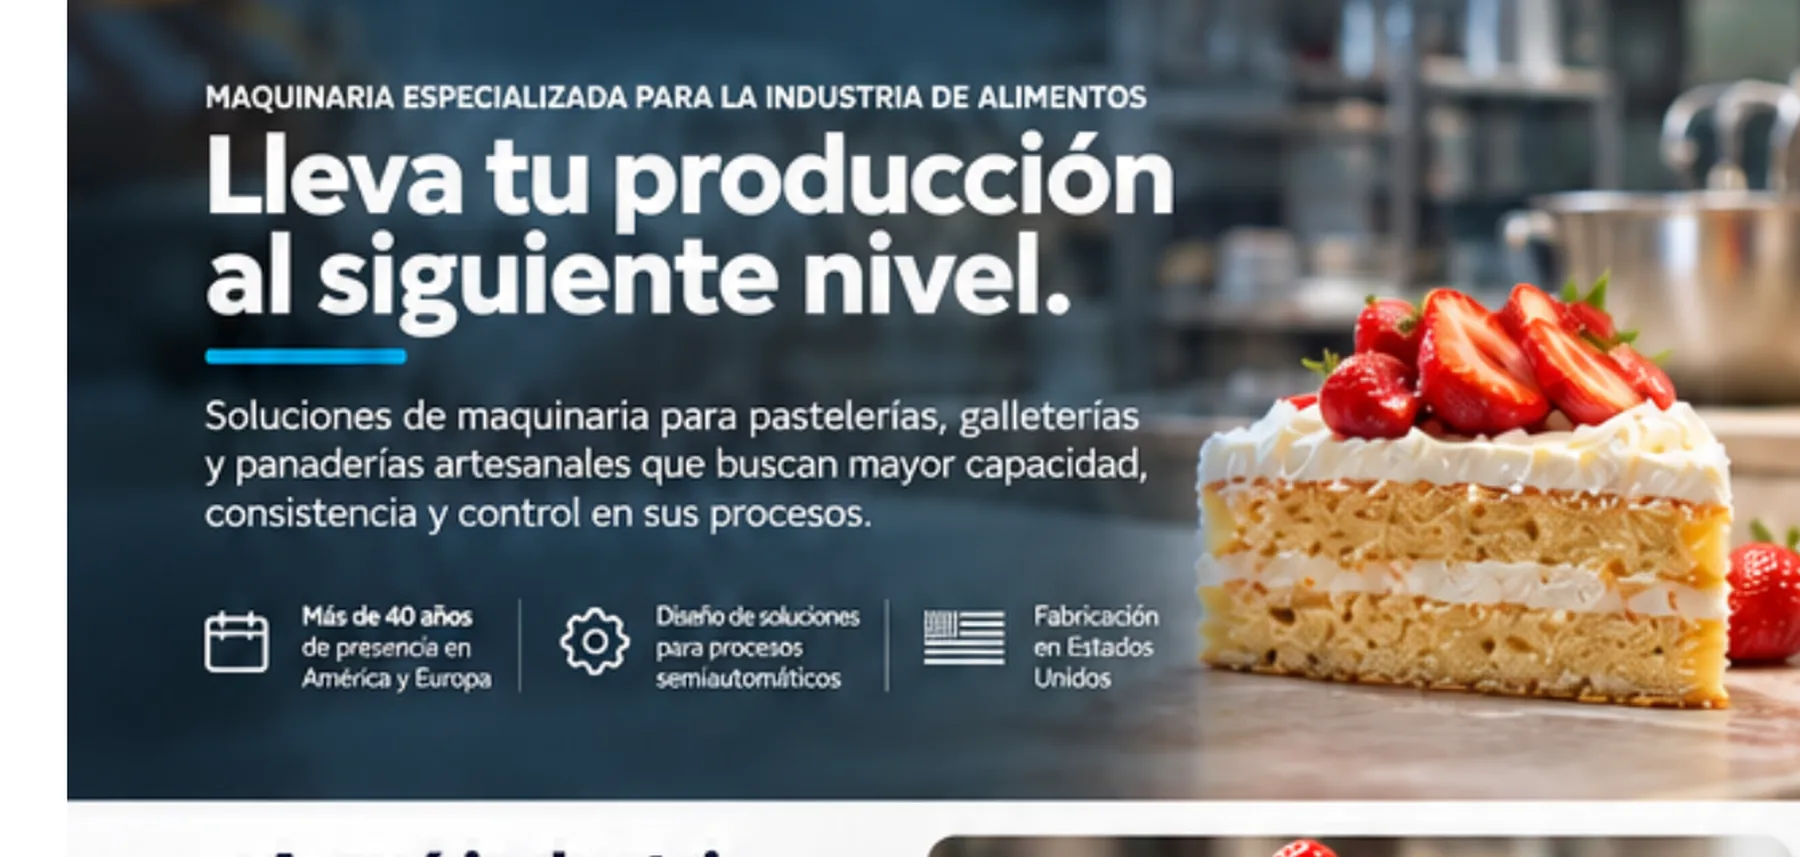 MAQUINARIA ESPECIALIZADA PARA LA INDUSTRIA DE ALIMENTOS
Lleva tu producción
al siguiente nivel.
Soluciones de maquinaria para pastelerías, galleterías
y panaderías artesanales que buscan mayor capacidad,
consistencia y control en sus procesos.
Más de 40 años
de presencia en
América y Europa
Diseño de soluciones
para procesos
semiautomáticos
Fabricación
en Estados
Unidos